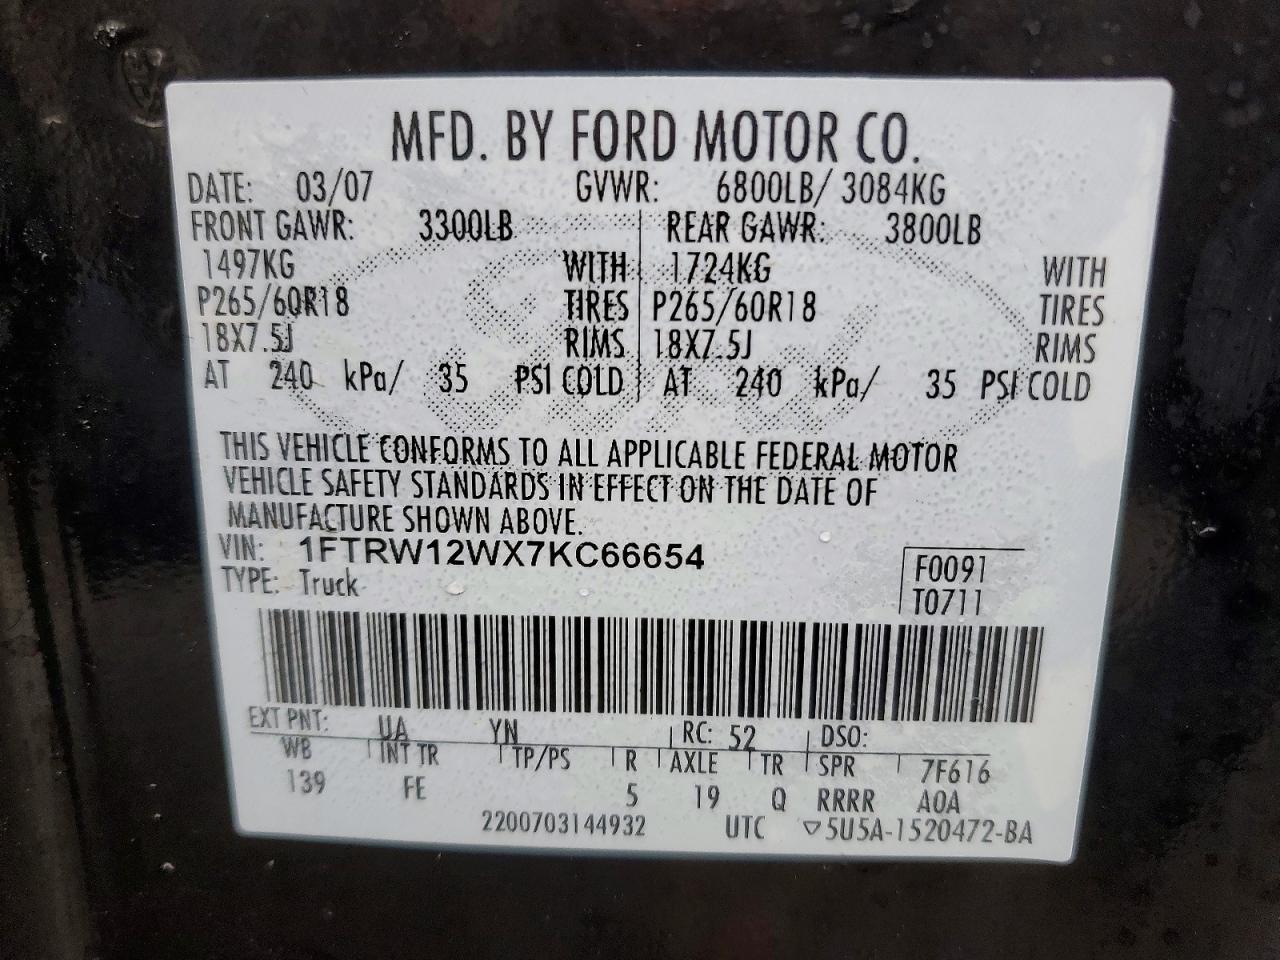 MFD. BY FORD MOTOR CO.
DATE: 03/07 GVWR: 6800LB/ 3084KG
FRONT GAWR: 3300LB REAR GAWR: 3800LB
1497KG WITH 1724KG WITH
P265/60R18 TIRES P265/60R18 TIRES
18X7.5J RIMS 18X7.5J RIMS
AT 240 kPa/ 35 PSI COLD AT 240 kPa/ 35 PSI COLD
THIS VEHICLE CONFORMS TO ALL APPLICABLE FEDERAL MOTOR
VEHICLE SAFETY STANDARDS IN EFFECT ON THE DATE OF
MANUFACTURE SHOWN ABOVE.
VIN: 1FTRW12WX7KC66654
TYPE: Truck
F0091
T0711
EXT PNT: UA YN RC: 52 DSO:
WB INT TR TP/PS R AXLE TR SPR 7F616
139 FE 5 19 Q RRRR A0A
2200703144932 UTC ▽5U5A-1520472-BA